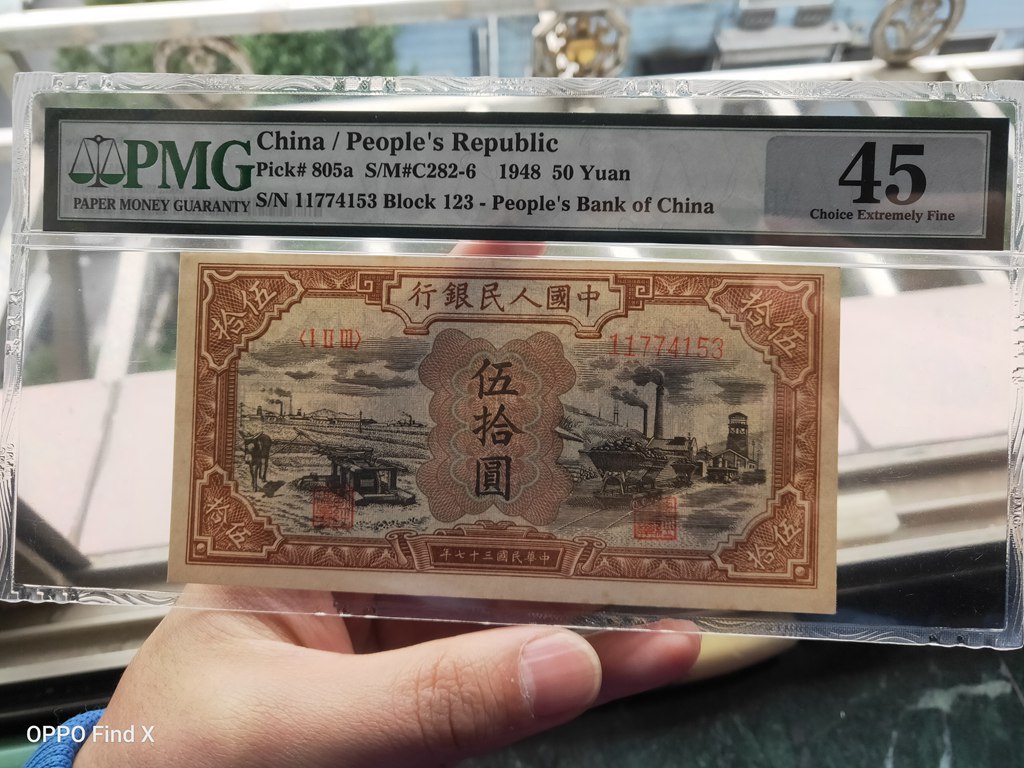 PMG
PAPER MONEY GUARANTY
China / People's Republic
Pick# 805a S/M#C282-6 1948 50 Yuan
S/N 11774153 Block 123 - People's Bank of China
45
Choice Extremely Fine
行銀民人國中
拾伍
拾伍
〈I II III〉
11774153
伍拾圓
拾伍
拾伍
年七十三國民華中
OPPO Find X